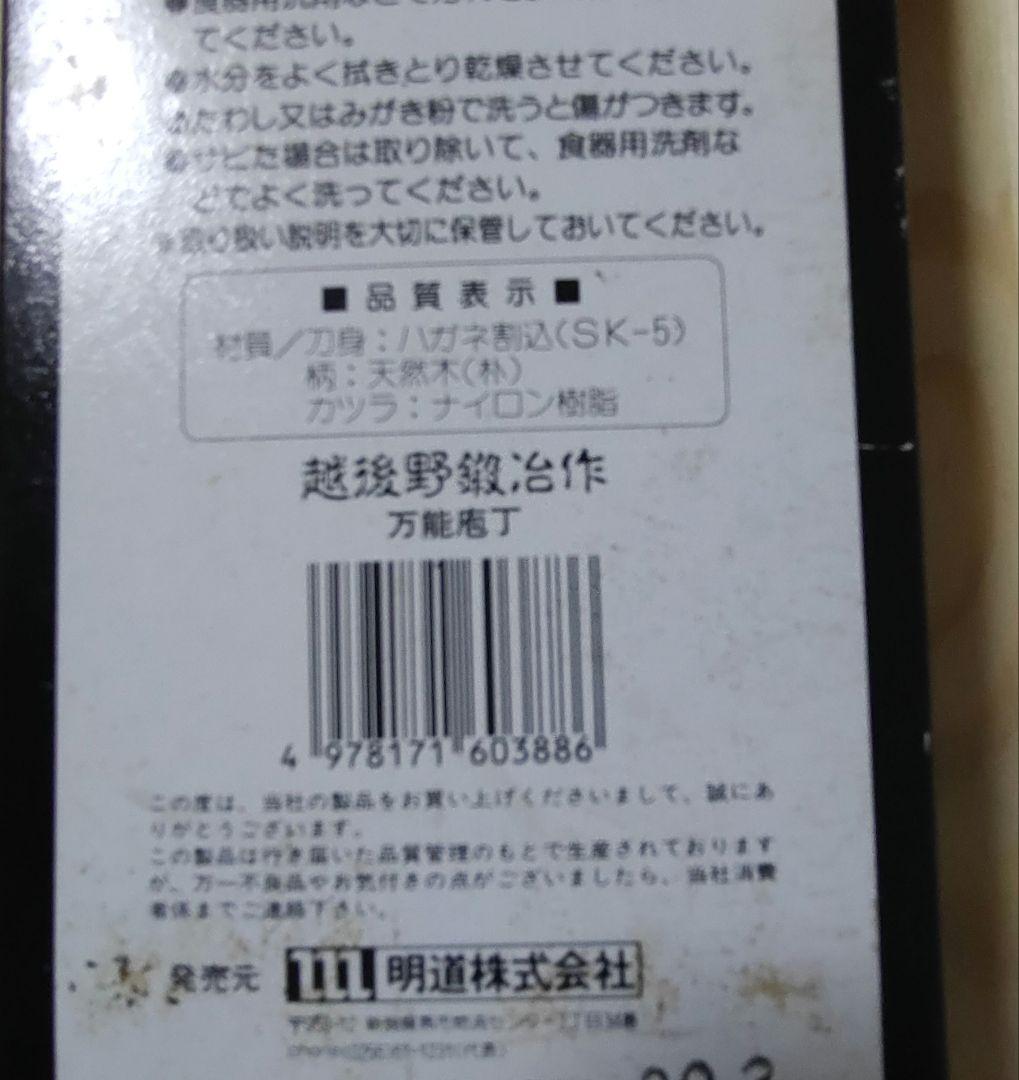 てください。
●水分をよく拭きとり乾燥させてください。
たわし又はみがき粉で洗うと傷がつきます。
サビた場合は取り除いて、食器用洗剤な
どでよく洗ってください。
取り扱い説明を大切に保管しておいてください。
■品質表示■
材質／刀身：ハガネ割込(SK-5)
柄：天然木(朴)
カツラ：ナイロン樹脂
越後野鍛冶作
万能庖丁
4 978171 603886
この度は、当社の製品をお買い上げくださいまして、誠にあ
りがとうございます。
この製品は行き届いた品質管理のもとで生産されております
が、万一不良品やお気付きの点がございましたら、当社消費
者係までご連絡下さい。
発売元 明道株式会社